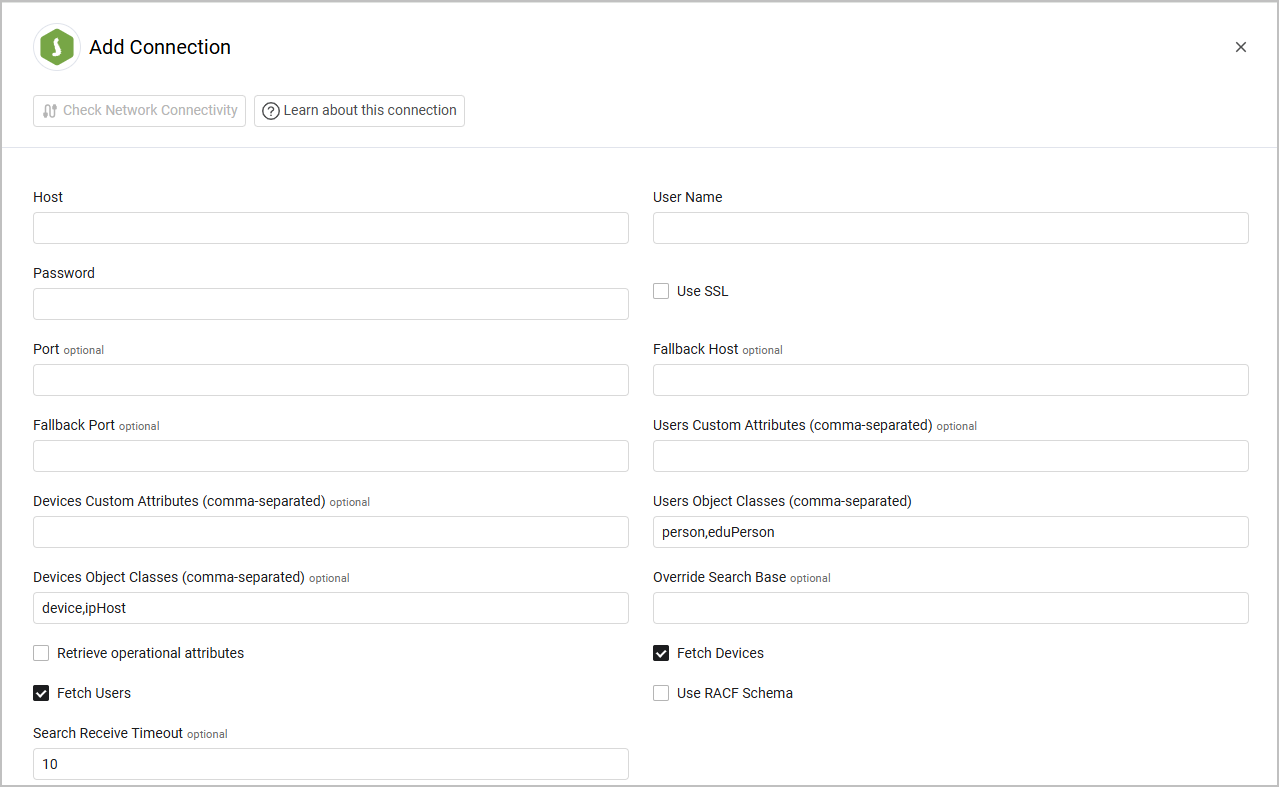 Add Connection
Check Network Connectivity
Learn about this connection
Host
User Name
Password
Use SSL
Port optional
Fallback Host optional
Fallback Port optional
Users Custom Attributes (comma-separated) optional
Devices Custom Attributes (comma-separated) optional
Users Object Classes (comma-separated)
person,eduPerson
Devices Object Classes (comma-separated) optional
device,ipHost
Override Search Base optional
Retrieve operational attributes
Fetch Devices
Fetch Users
Use RACF Schema
Search Receive Timeout optional
10